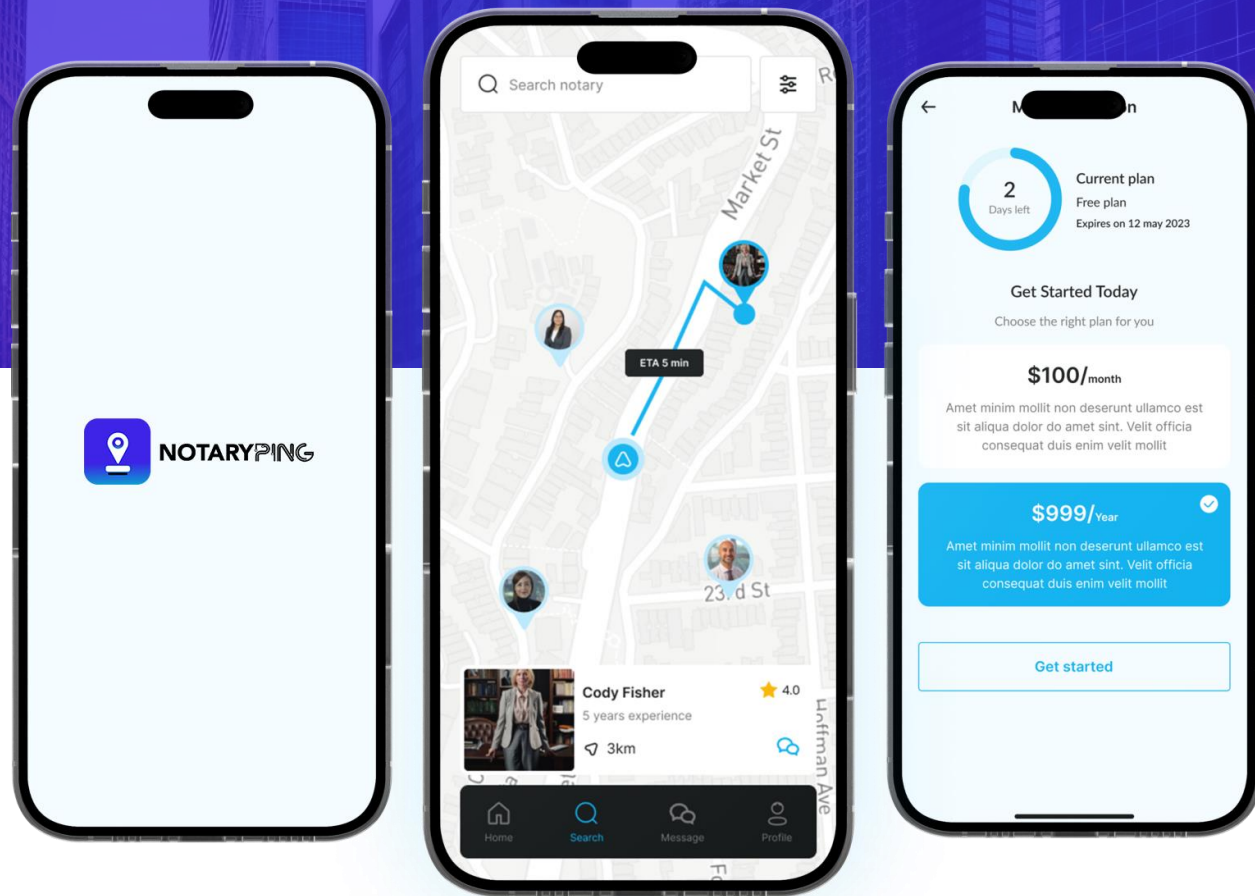 NOTARYPING
Search notary
Market St
ETA 5 min
23rd St
Cody Fisher
4.0
5 years experience
3km
Hoffman Ave
Home
Search
Message
Profile
2
Days left
Current plan
Free plan
Expires on 12 may 2023
Get Started Today
Choose the right plan for you
$100/month
Amet minim mollit non deserunt ullamco est
sit aliqua dolor do amet sint. Velit officia
consequat duis enim velit mollit
$999/Year
Amet minim mollit non deserunt ullamco est
sit aliqua dolor do amet sint. Velit officia
consequat duis enim velit mollit
Get started